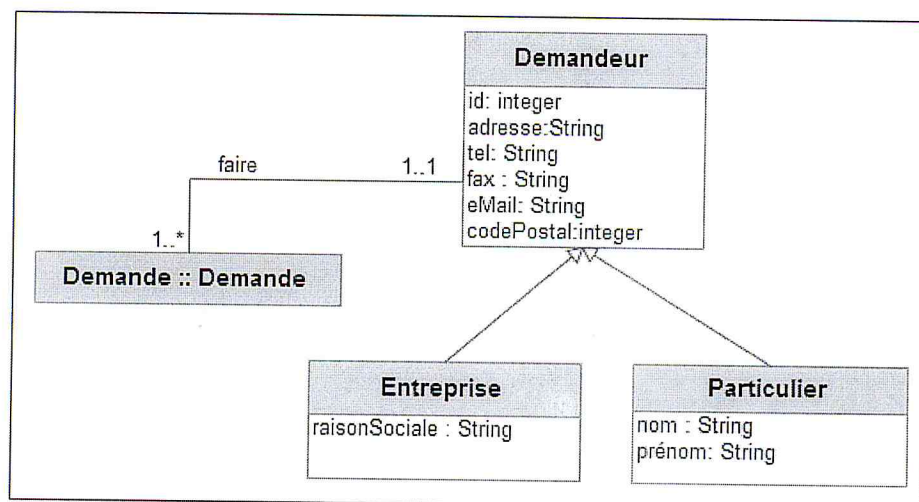 Demandeur
id: integer
adresse:String
tel: String
fax : String
eMail: String
codePostal:integer
faire
1..1
1..*
Demande :: Demande
Entreprise
raisonSociale : String
Particulier
nom : String
prénom: String